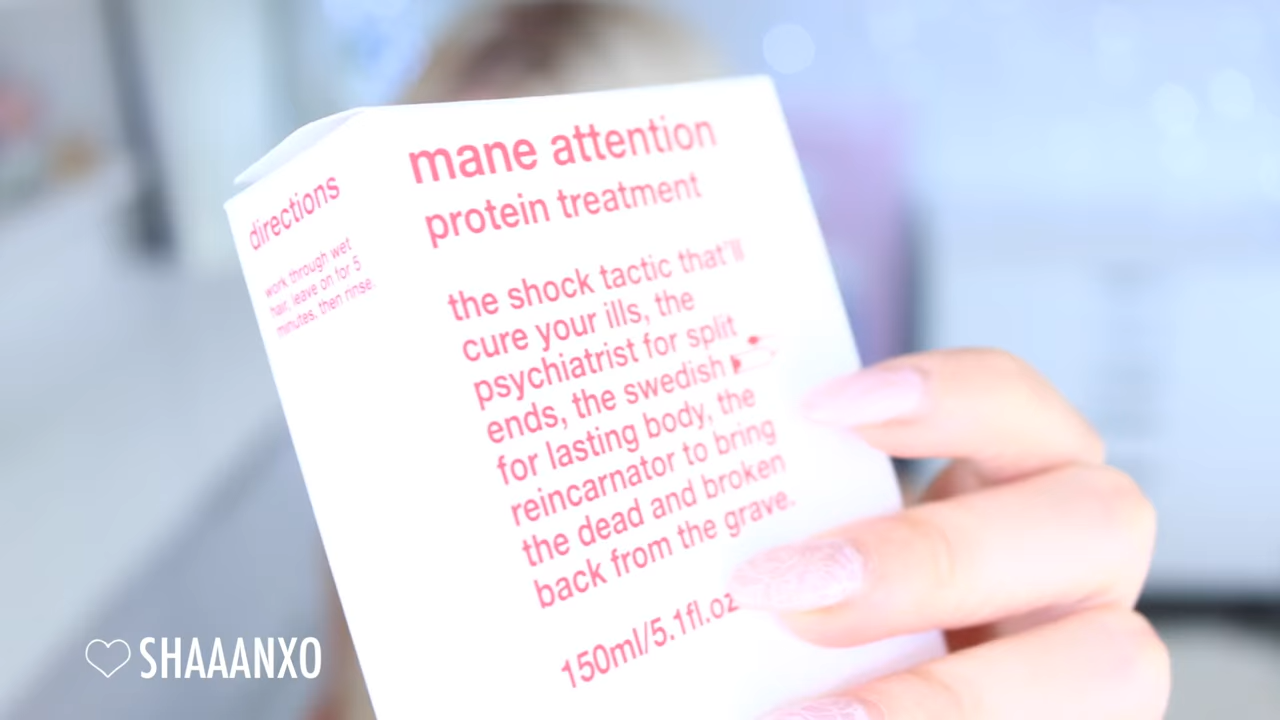 directions
work through wet
hair, leave on for 5
minutes, then rinse.
mane attention
protein treatment
the shock tactic that'll
cure your ills, the
psychiatrist for split
ends, the swedish
for lasting body, the
reincarnator to bring
the dead and broken
back from the grave.
150ml/5.1fl.oz
SHAAANXO